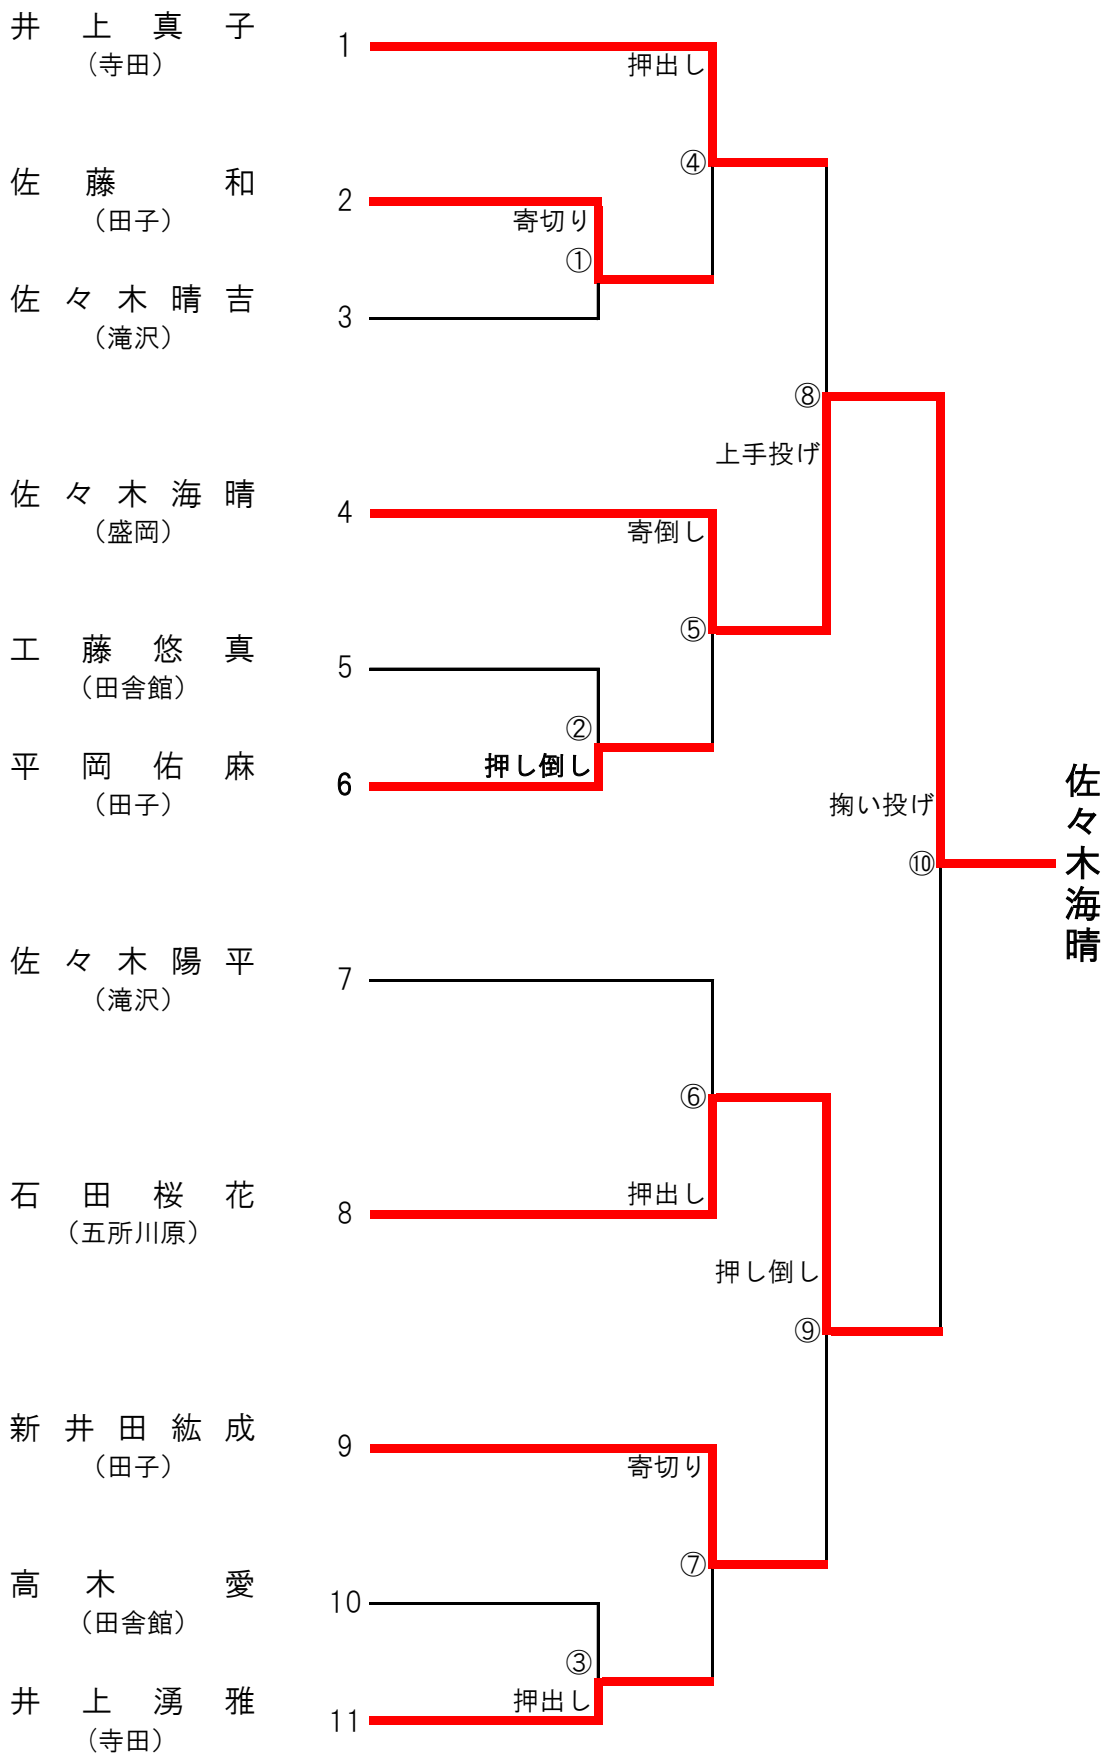 井上真子
（寺田）
1
押出し
④
佐藤和
（田子）
2
寄切り
①
佐々木晴吉
（滝沢）
3
⑧
上手投げ
佐々木海晴
（盛岡）
4
寄倒し
⑤
工藤悠真
（田舎館）
5
②
平岡佑麻
（田子）
6
押し倒し
掬い投げ
⑩
佐々木海晴
佐々木陽平
（滝沢）
7
⑥
石田桜花
（五所川原）
8
押出し
押し倒し
⑨
新井田紘成
（田子）
9
寄切り
⑦
高木愛
（田舎館）
10
③
井上湧雅
（寺田）
11
押出し